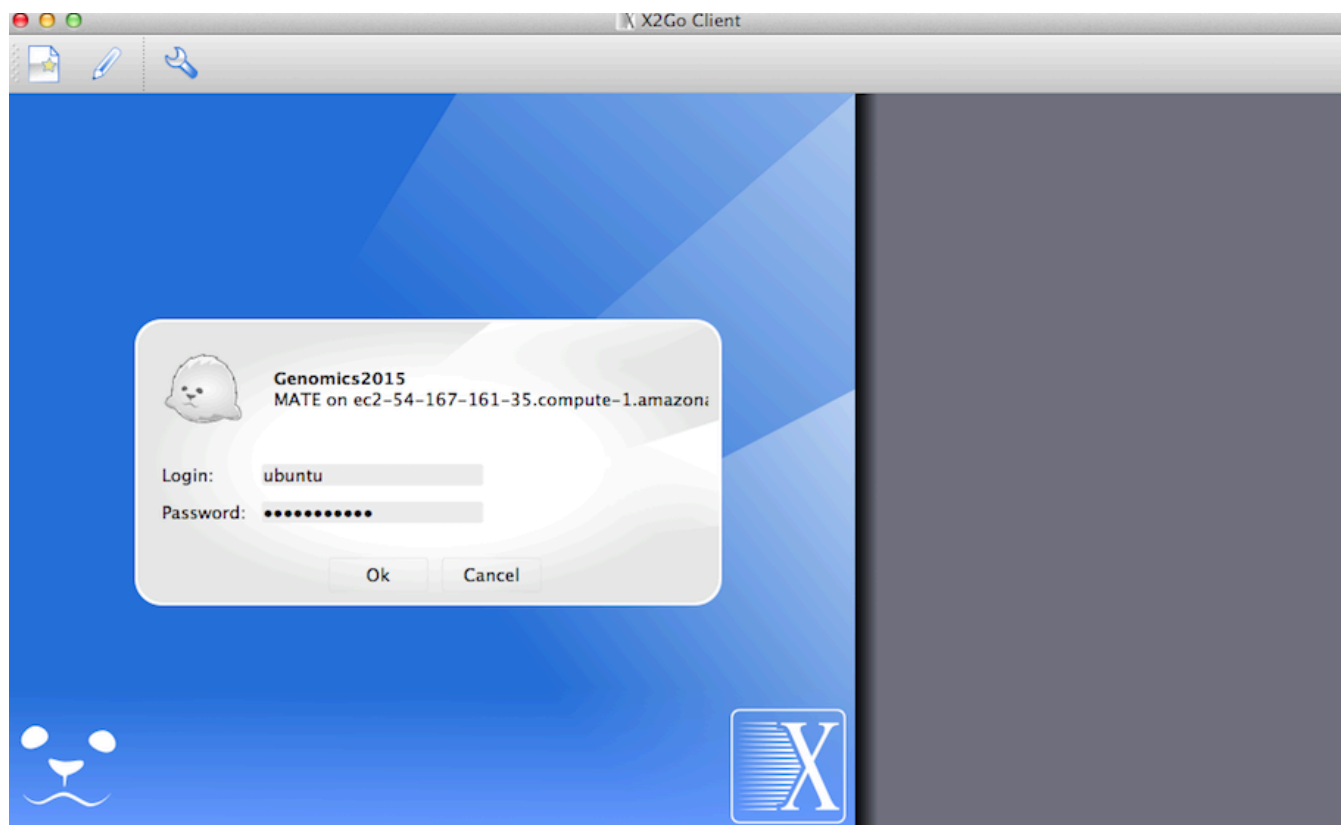 X2Go Client
Genomics2015
MATE on ec2-54-167-161-35.compute-1.amazona
Login: ubuntu
Password: •••••••••••
Ok Cancel
X